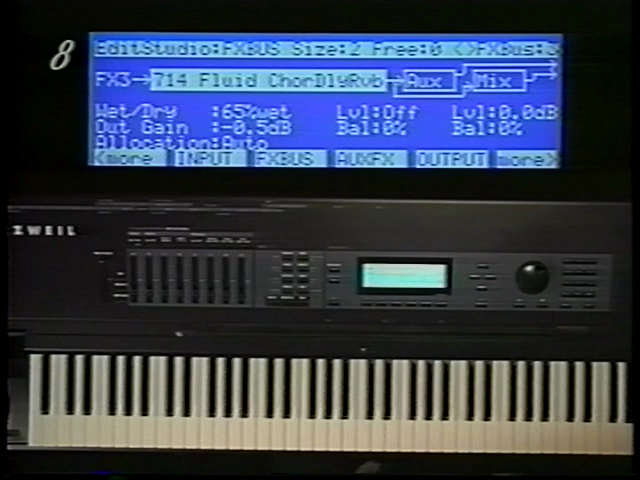 8
EditStudio:FXBUS Size:2 Free:0 <>FXBus:3
FX3→714 Fluid ChorDlyRvb Aux Mix
Wet/Dry :65%wet Lvl:Off Lvl:0.0dB
Out Gain :-0.5dB Bal:0% Bal:0%
Allocation:Auto
<more INPUT FXBUS AUXFX OUTPUT more>
ZWEIL